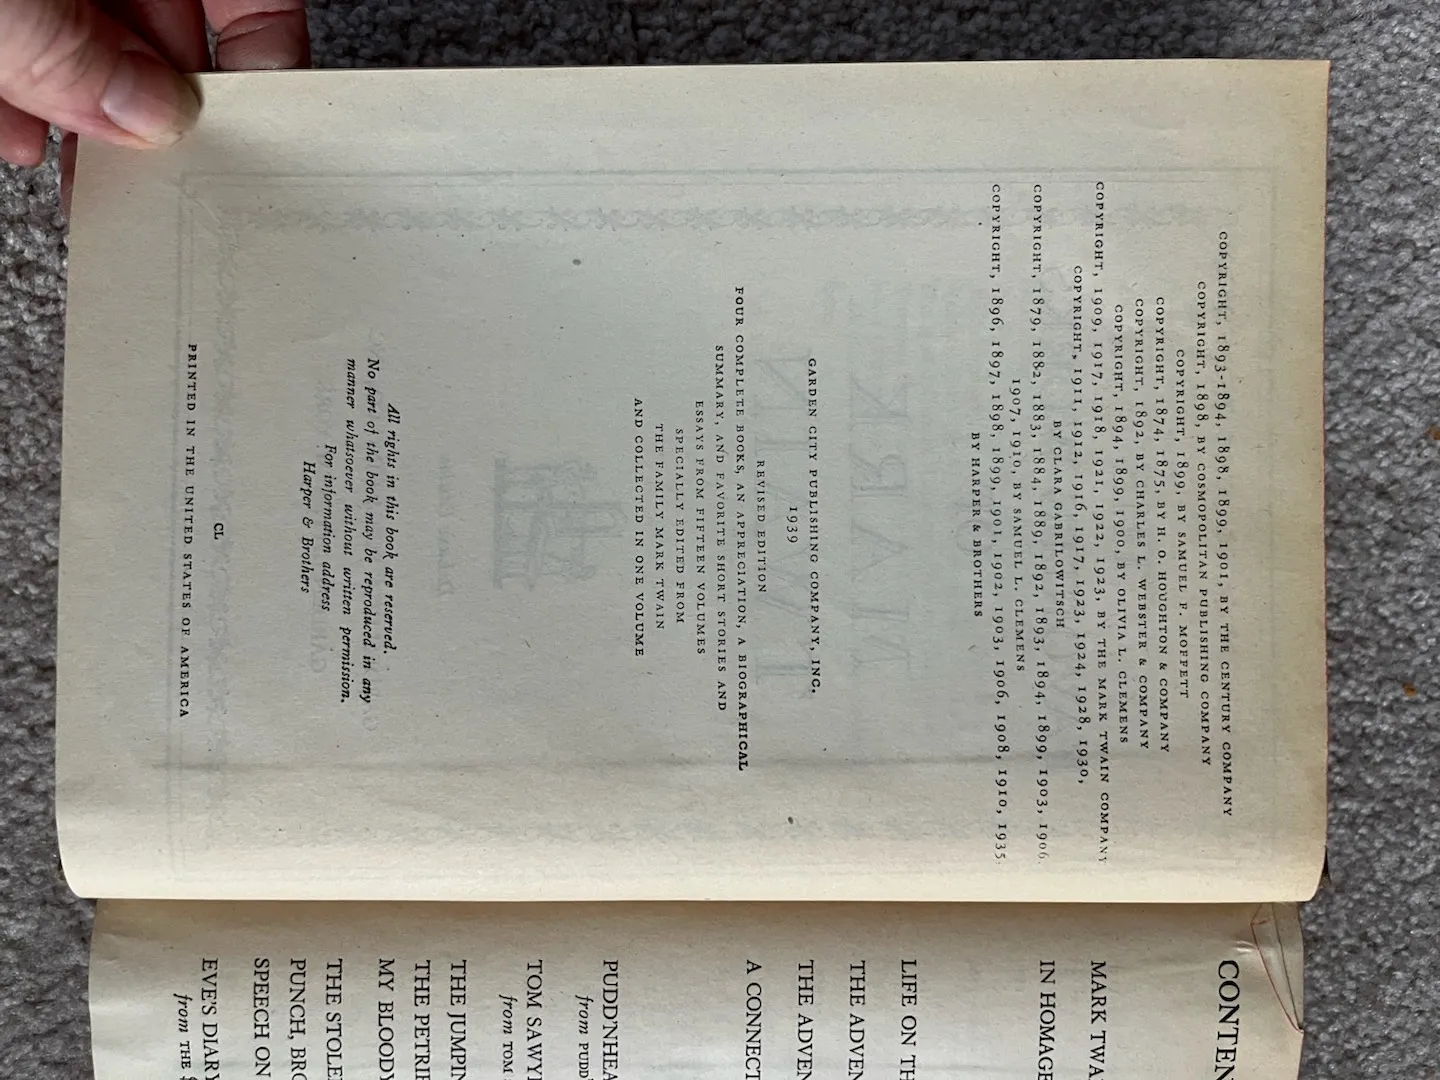 COPYRIGHT, 1893-1894, 1898, 1899, 1901, BY THE CENTURY COMPANY
COPYRIGHT, 1898, BY COSMOPOLITAN PUBLISHING COMPANY
COPYRIGHT, 1899, BY SAMUEL F. MOFFETT
COPYRIGHT, 1874, 1875, BY H. O. HOUGHTON & COMPANY
COPYRIGHT, 1892, BY CHARLES L. WEBSTER & COMPANY
COPYRIGHT, 1894, 1899, 1900, BY OLIVIA L. CLEMENS
COPYRIGHT, 1909, 1917, 1918, 1921, 1922, 1923, BY THE MARK TWAIN COMPANY
COPYRIGHT, 1911, 1912, 1916, 1917, 1923, 1924, 1928, 1930,
BY CLARA GABRILOWITSCH
COPYRIGHT, 1879, 1882, 1883, 1884, 1889, 1892, 1893, 1894, 1899, 1903, 1906,
1907, 1910, BY SAMUEL L. CLEMENS
COPYRIGHT, 1896, 1897, 1898, 1899, 1901, 1902, 1903, 1906, 1908, 1910, 1935,
BY HARPER & BROTHERS
GARDEN CITY PUBLISHING COMPANY, INC.
1939
REVISED EDITION
FOUR COMPLETE BOOKS, AN APPRECIATION, A BIOGRAPHICAL
SUMMARY, AND FAVORITE SHORT STORIES AND
ESSAYS FROM FIFTEEN VOLUMES
SPECIALLY EDITED FROM
THE FAMILY MARK TWAIN
AND COLLECTED IN ONE VOLUME
All rights in this book are reserved.
No part of the book may be reproduced in any
manner whatsoever without written permission.
For information address
Harper & Brothers
CL
PRINTED IN THE UNITED STATES OF AMERICA
CONTEN
MARK TWA
IN HOMAGE
LIFE ON TH
THE ADVEN
THE ADVEN
A CONNECT
PUDD'NHEA
from PUDD'
TOM SAWY
from TOM
THE JUMPIN
THE PETRIF
MY BLOODY
THE STOLE
PUNCH, BRO
SPEECH ON
EVE'S DIARY
from THE $